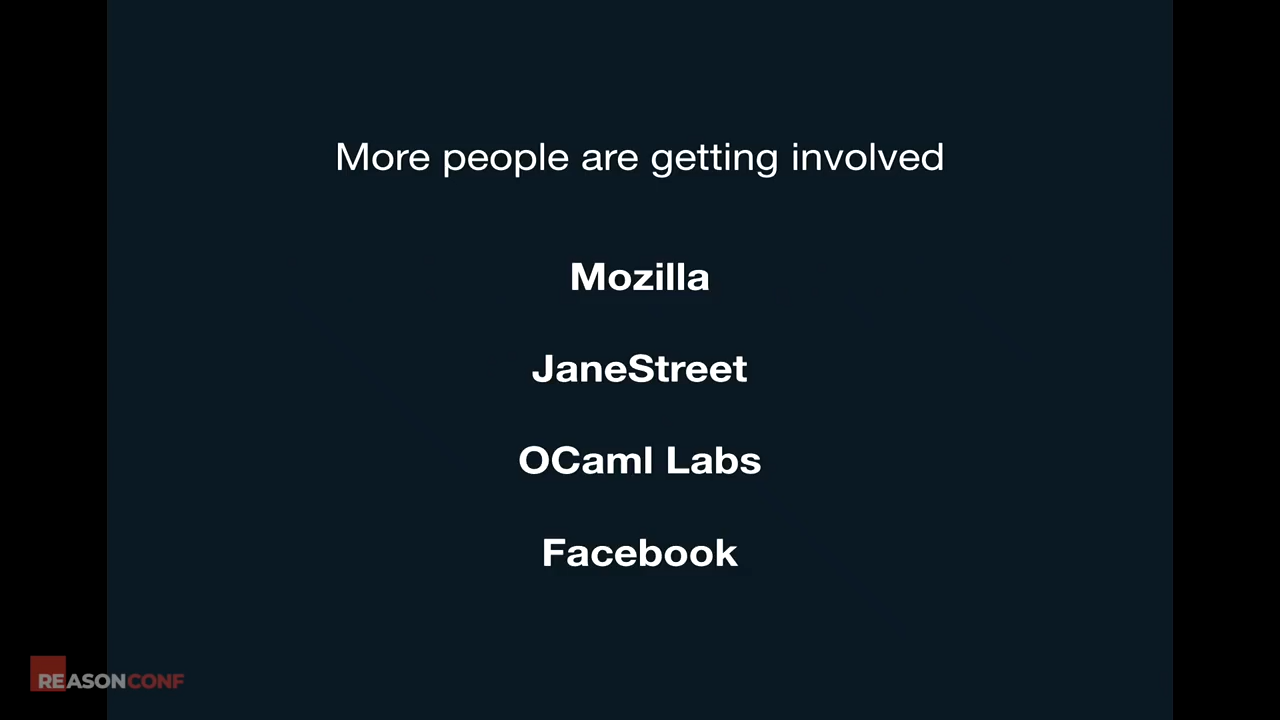 More people are getting involved
Mozilla
JaneStreet
OCaml Labs
Facebook
REASONCONF